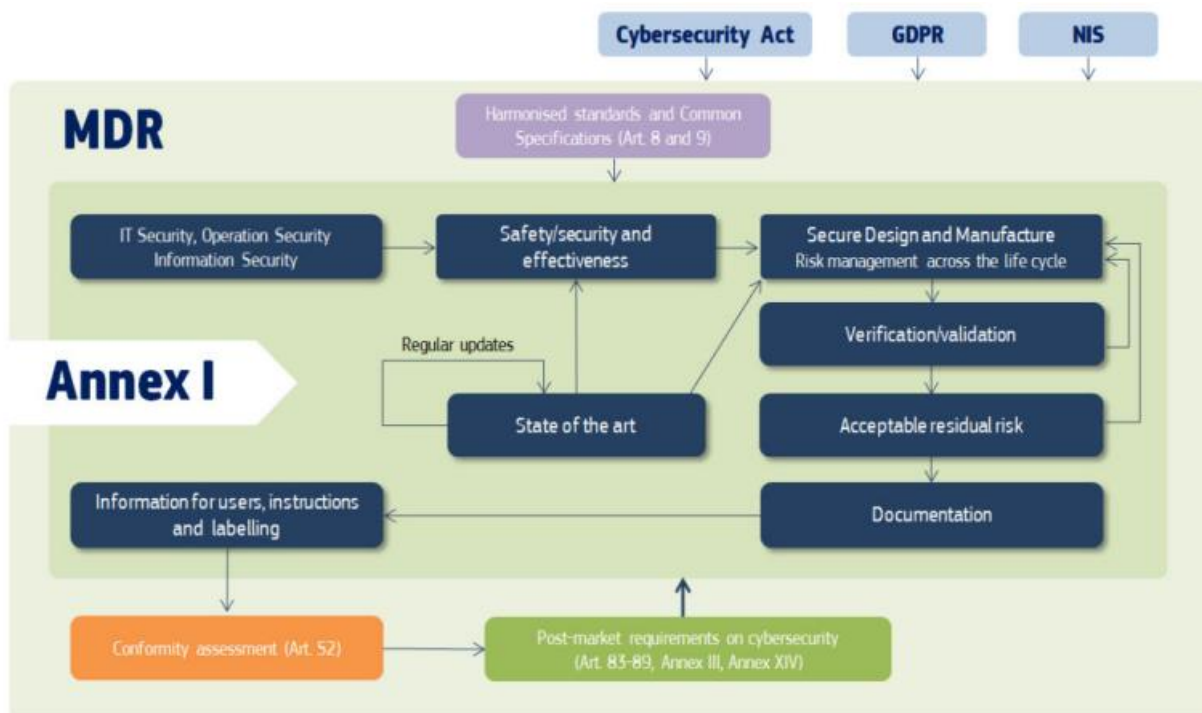 Cybersecurity Act
GDPR
NIS
MDR
Harmonised standards and Common
Specifications (Art. 8 and 9)
IT Security, Operation Security
Information Security
Safety/security and
effectiveness
Secure Design and Manufacture
Risk management across the life cycle
Verification/validation
Regular updates
Annex I
State of the art
Acceptable residual risk
Information for users, instructions
and labelling
Documentation
Conformity assessment (Art. 52)
Post-market requirements on cybersecurity
(Art. 83-89, Annex III, Annex XIV)